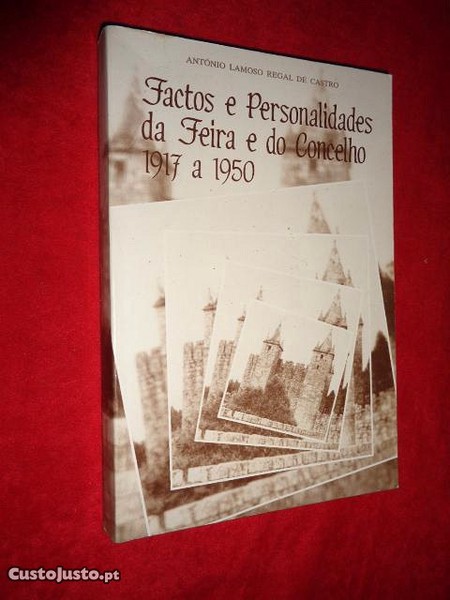 ANTÓNIO LAMOSO REGAL DE CASTRO
Factos e Personalidades
da Feira e do Concelho
1917 a 1950
CustoJusto.pt